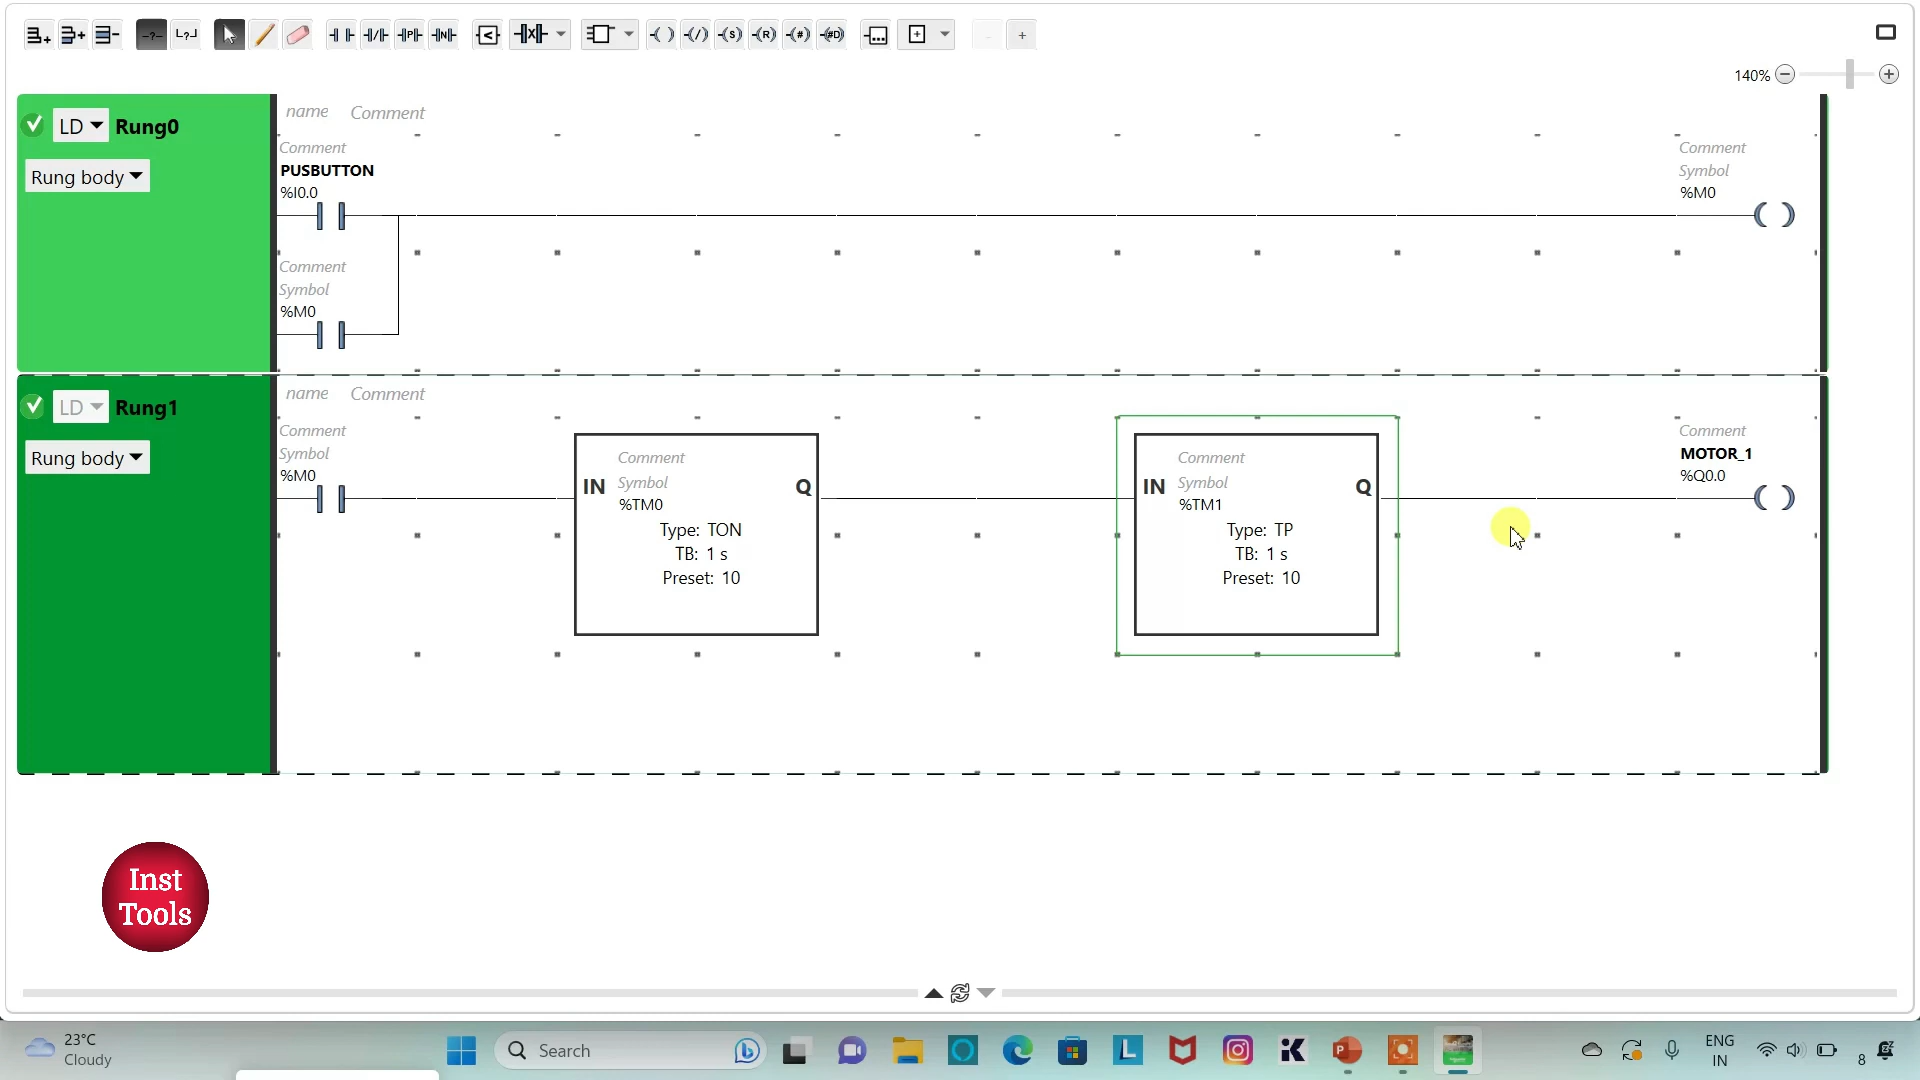 140%
LD Rung0
name Comment
Rung body
Comment
PUSBUTTON
%I0.0
Comment
Symbol
%M0
Comment
Symbol
%M0
LD Rung1
name Comment
Rung body
Comment
Symbol
%M0
IN
Comment
Symbol
Q
%TM0
Type: TON
TB: 1 s
Preset: 10
IN
Comment
Symbol
Q
%TM1
Type: TP
TB: 1 s
Preset: 10
Comment
MOTOR_1
%Q0.0
Inst
Tools
23°C
Cloudy
Search
ENG
IN
8